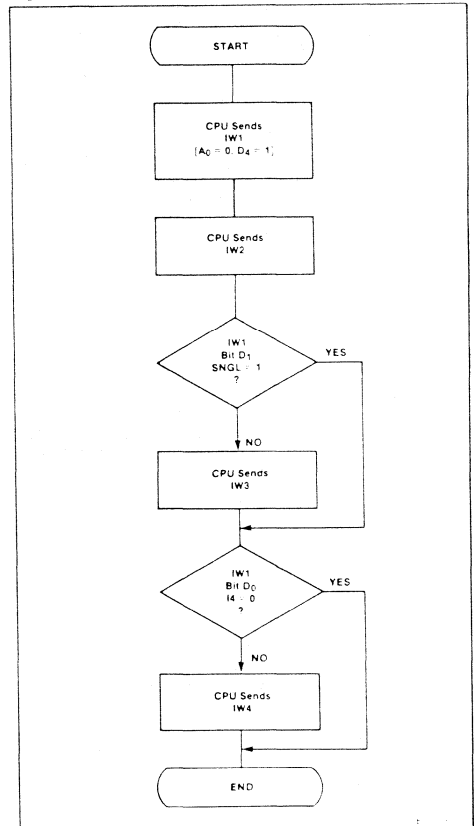 START
CPU Sends
IW1
[A0 = 0, D4 = 1]
CPU Sends
IW2
IW1
Bit D1
SNGL = 1
?
YES
NO
CPU Sends
IW3
IW1
Bit D0
I4 = 0
?
YES
NO
CPU Sends
IW4
END